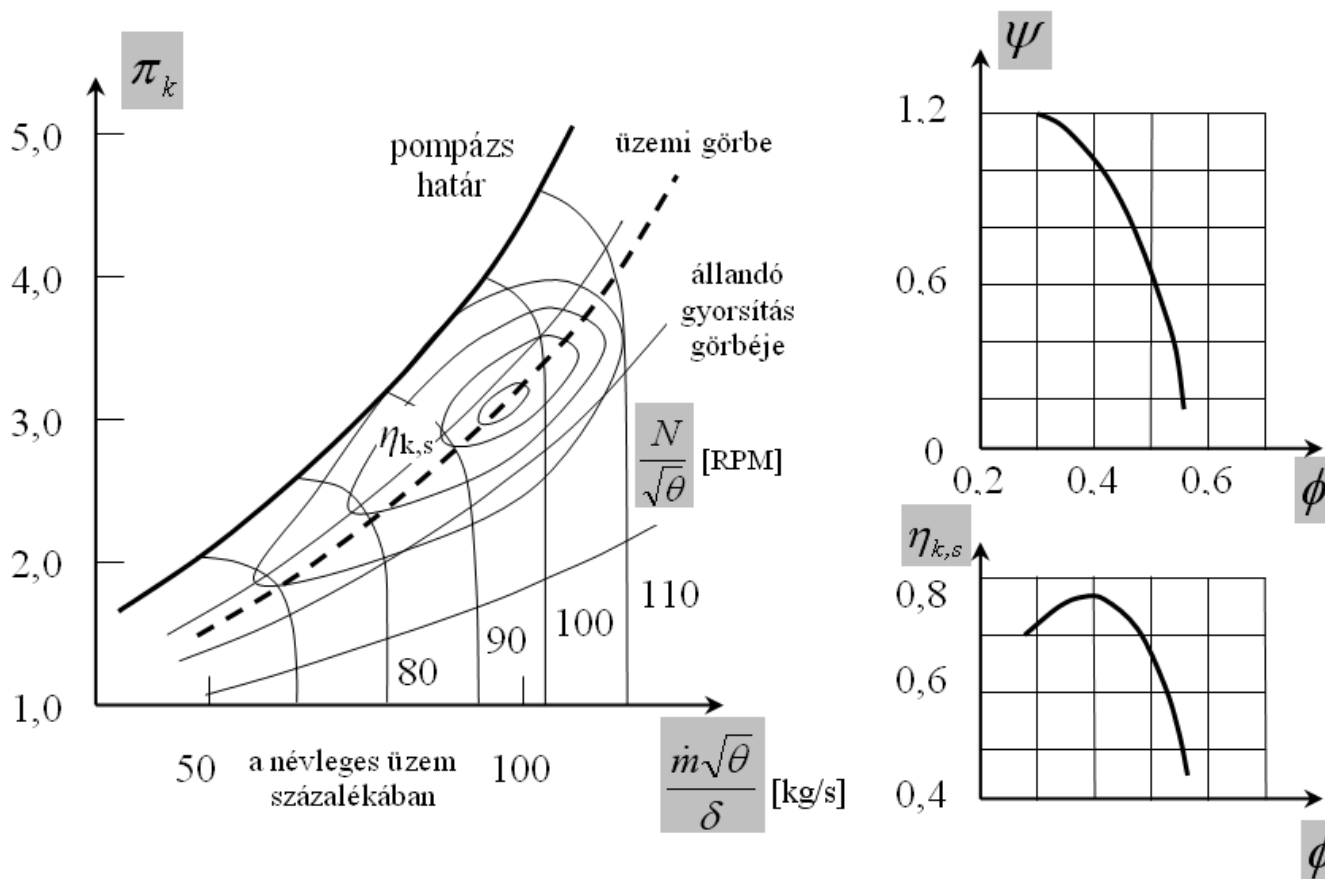 π_k
5,0
4,0
3,0
2,0
1,0
pompázs
határ
üzemi görbe
állandó
gyorsítás
görbéje
η_k,s
N/√θ [RPM]
80
90
100
110
50
a névleges üzem
százalékában
100
ṁ√θ/δ [kg/s]
ψ
1,2
0,6
0
0,2
0,4
0,6
ϕ
η_k,s
0,8
0,6
0,4
ϕ